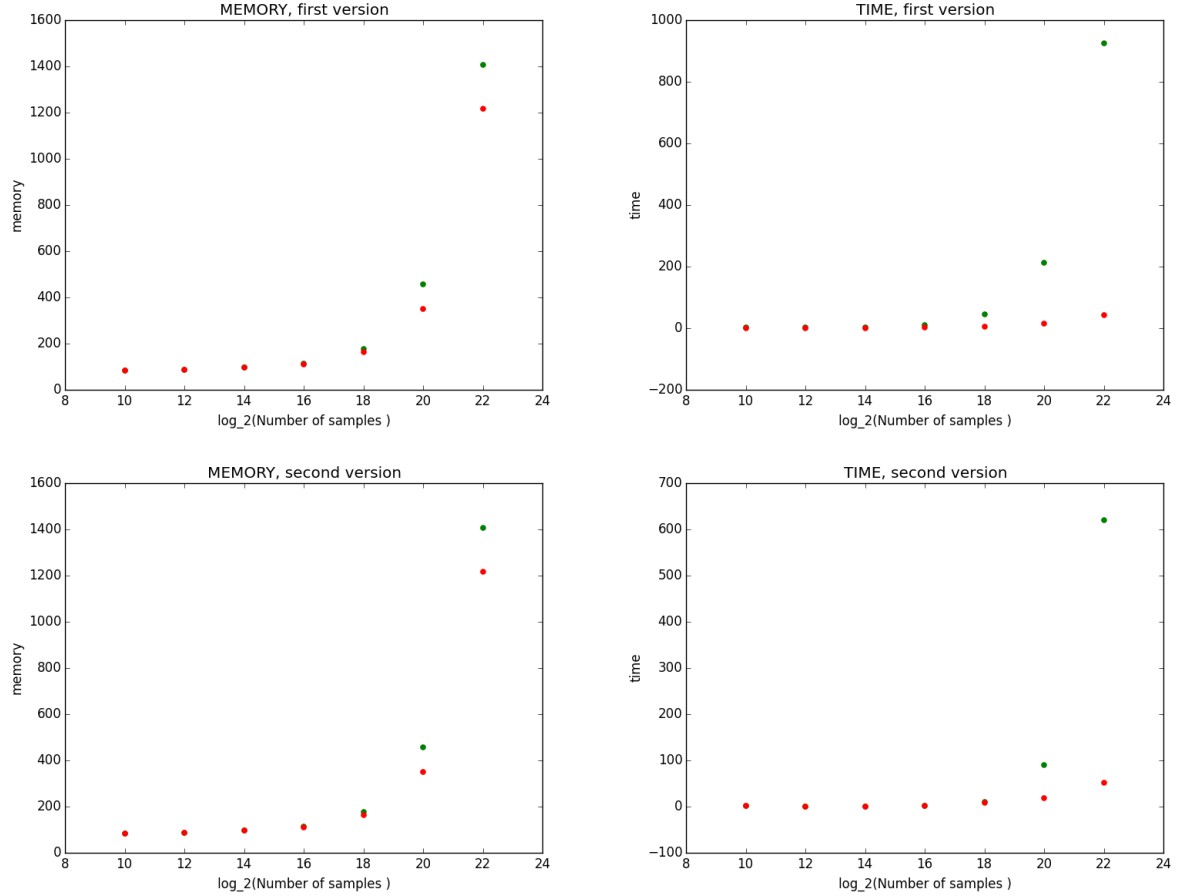 MEMORY, first version
1600
1400
1200
1000
800
600
400
200
0
memory
8 10 12 14 16 18 20 22 24
log_2(Number of samples )
TIME, first version
1000
800
600
400
200
0
−200
time
8 10 12 14 16 18 20 22 24
log_2(Number of samples )
MEMORY, second version
1600
1400
1200
1000
800
600
400
200
0
memory
8 10 12 14 16 18 20 22 24
log_2(Number of samples )
TIME, second version
700
600
500
400
300
200
100
0
−100
time
8 10 12 14 16 18 20 22 24
log_2(Number of samples )